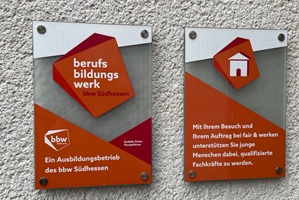 berufs
bildungs
werk
bbw Südhessen
bbw
Ein Ausbildungsbetrieb
des bbw Südhessen
Mit Ihrem Besuch und
Ihrem Auftrag bei fair & werken
unterstützen Sie junge
Menschen dabei, qualifizierte
Fachkräfte zu werden.